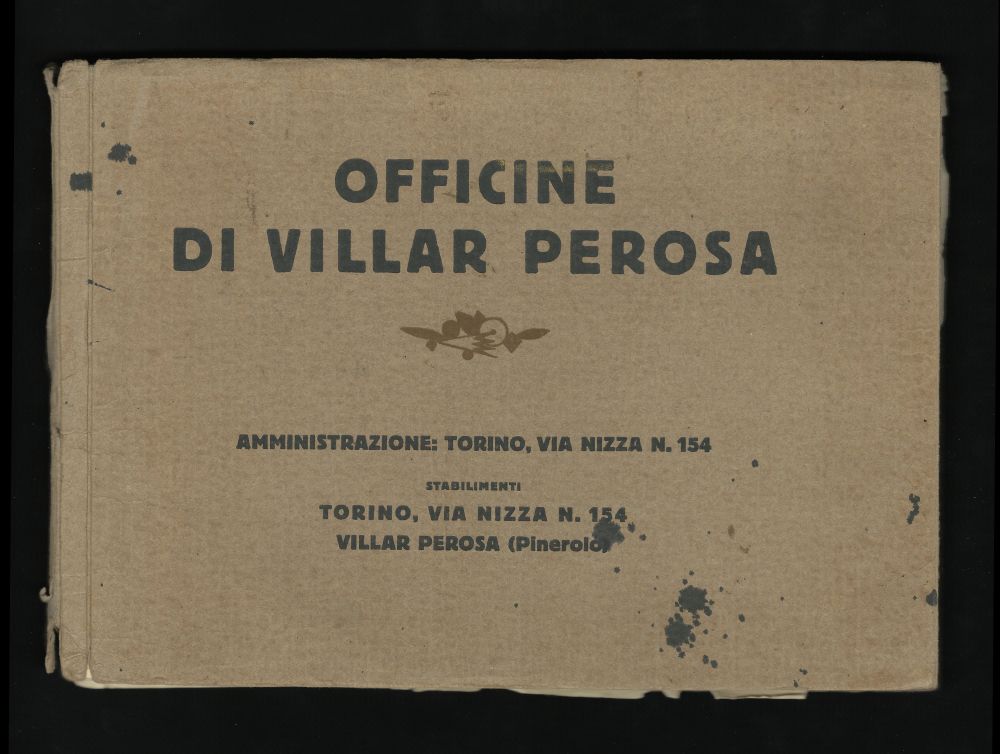 OFFICINE
DI VILLAR PEROSA
AMMINISTRAZIONE: TORINO, VIA NIZZA N. 154
STABILIMENTI
TORINO, VIA NIZZA N. 154
VILLAR PEROSA (Pinerolo)